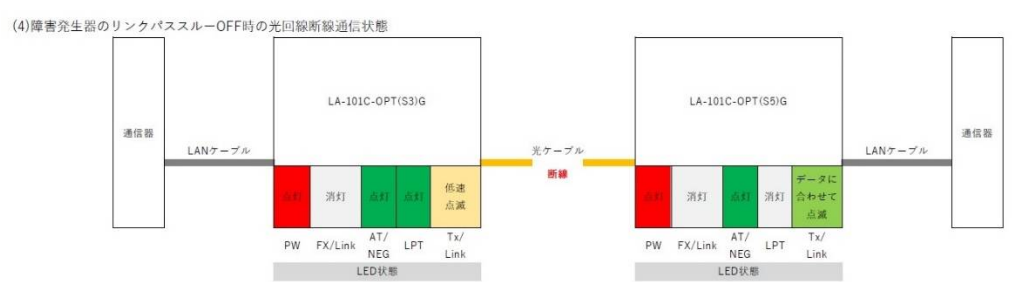 (4)障害発生器のリンクパススルーOFF時の光回線断線通信状態
LA-101C-OPT(S3)G
LA-101C-OPT(S5)G
通信器
通信器
LANケーブル
光ケーブル
LANケーブル
断線
点灯
消灯
点灯
点灯
低速
点滅
点灯
消灯
点灯
消灯
データに
合わせて
点滅
PW
FX/Link
AT/
NEG
LPT
Tx/
Link
PW
FX/Link
AT/
NEG
LPT
Tx/
Link
LED状態
LED状態